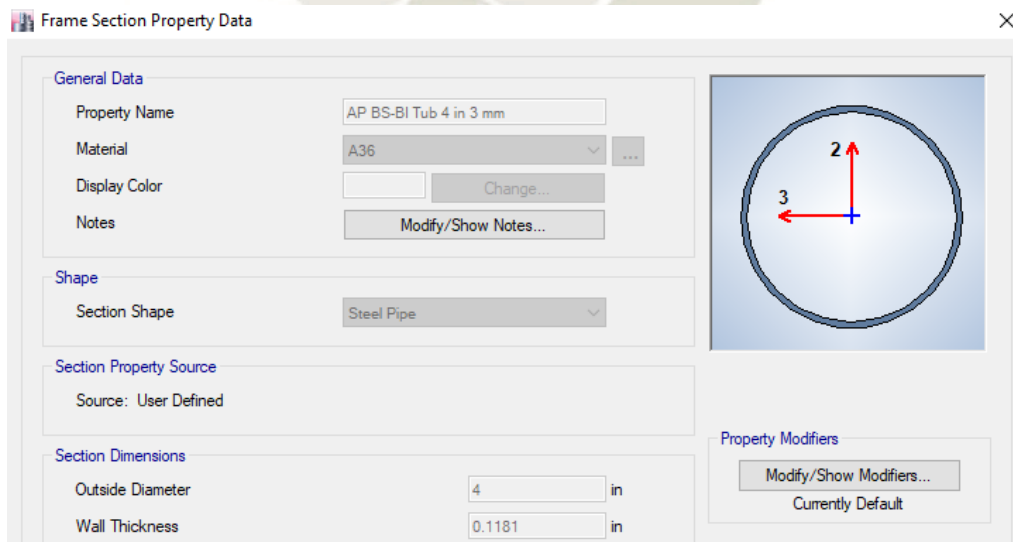 Frame Section Property Data
General Data
Property Name AP BS-BI Tub 4 in 3 mm
Material A36 ...
Display Color Change...
Notes Modify/Show Notes...
2
3
Shape
Section Shape Steel Pipe
Section Property Source
Source: User Defined
Property Modifiers
Modify/Show Modifiers...
Currently Default
Section Dimensions
Outside Diameter 4 in
Wall Thickness 0.1181 in